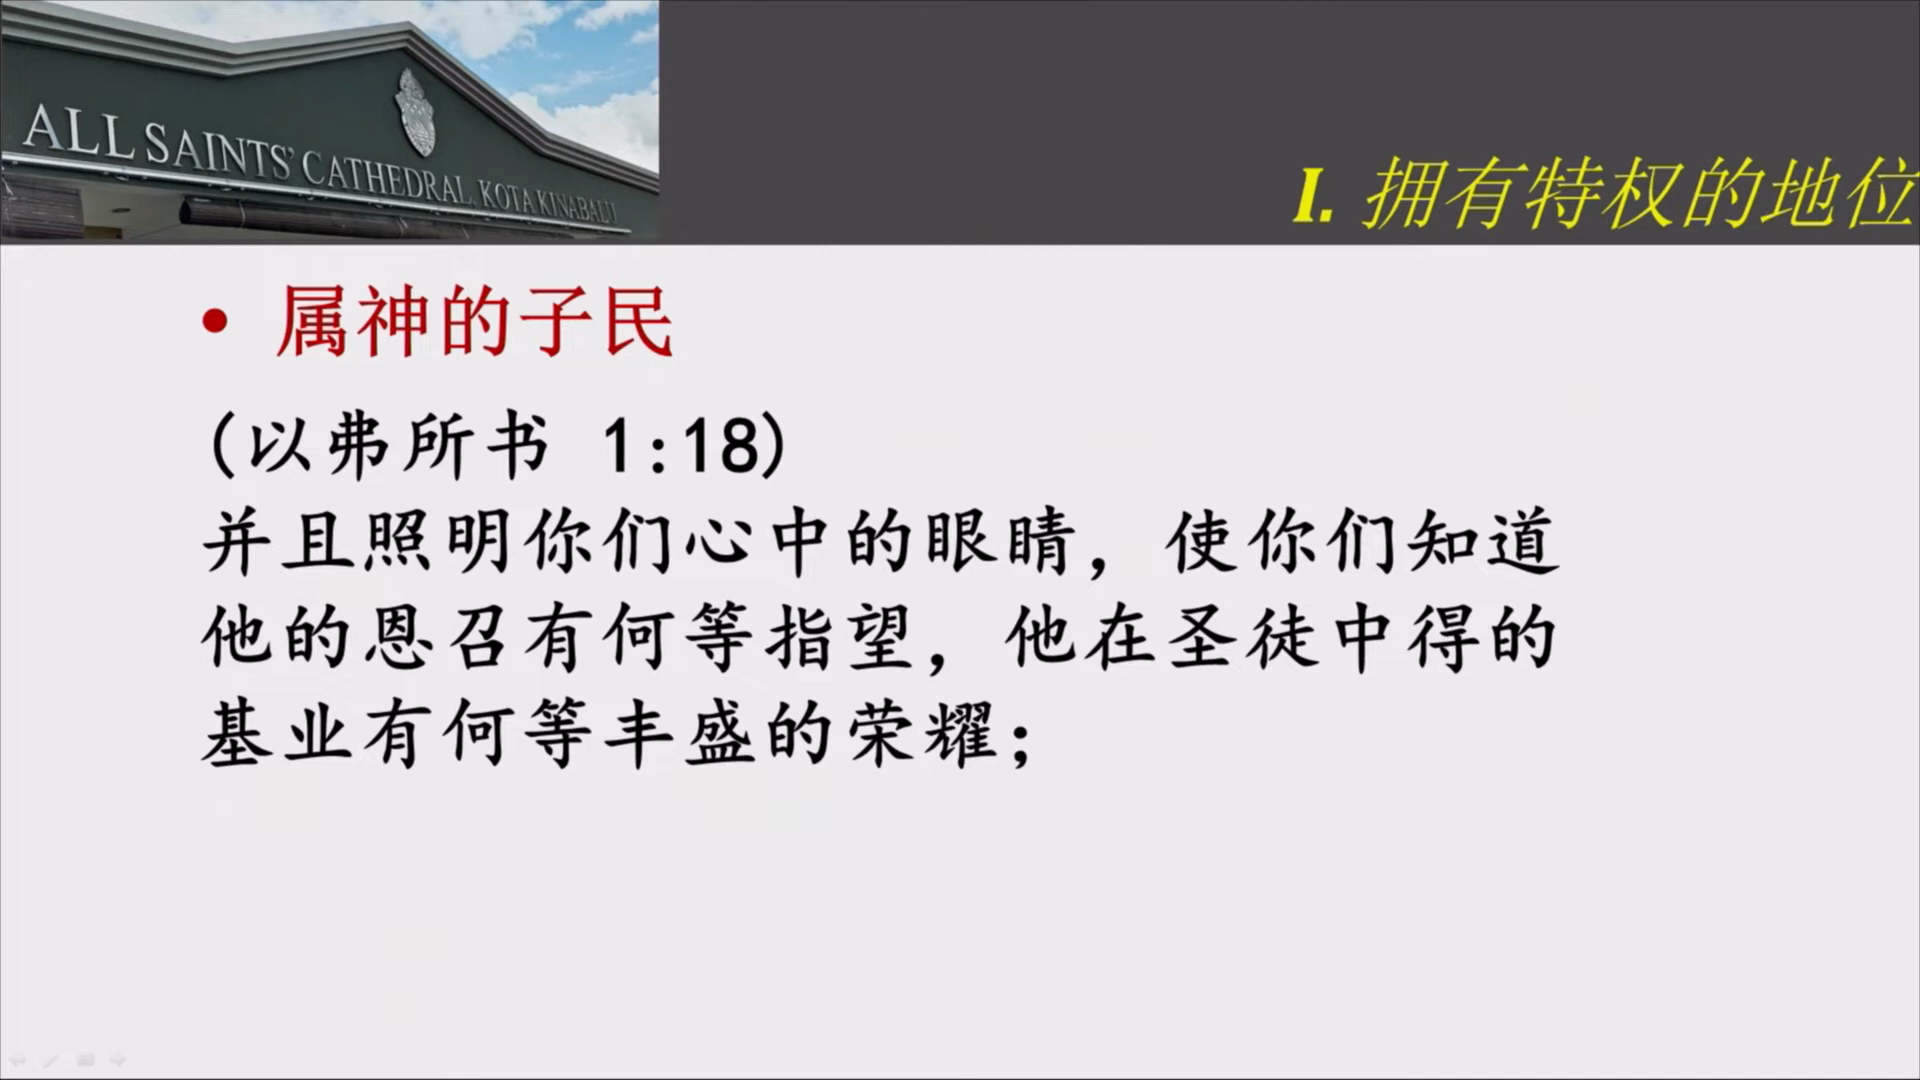 ALL SAINTS' CATHEDRAL, KOTA KINABALU
I. 拥有特权的地位
• 属神的子民
(以弗所书 1:18)
并且照明你们心中的眼睛，使你们知道
他的恩召有何等指望，他在圣徒中得的
基业有何等丰盛的荣耀；